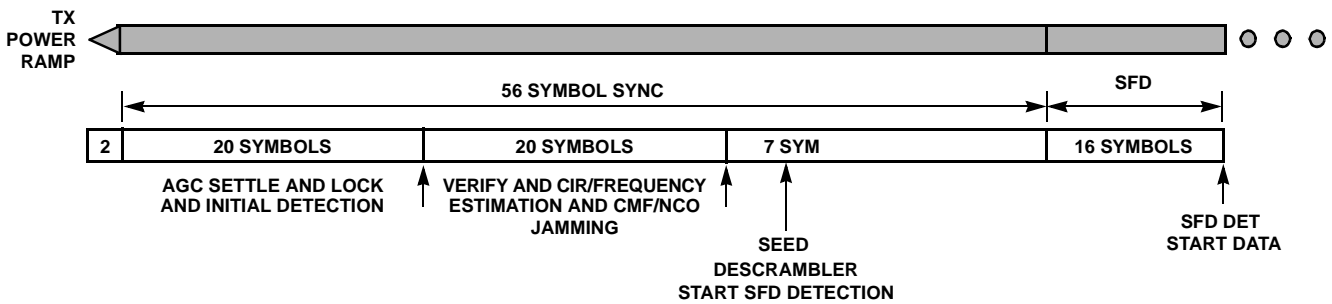 TX
POWER
RAMP
56 SYMBOL SYNC
SFD
2
20 SYMBOLS
20 SYMBOLS
7 SYM
16 SYMBOLS
AGC SETTLE AND LOCK
AND INITIAL DETECTION
VERIFY AND CIR/FREQUENCY
ESTIMATION AND CMF/NCO
JAMMING
SEED
DESCRAMBLER
START SFD DETECTION
SFD DET
START DATA